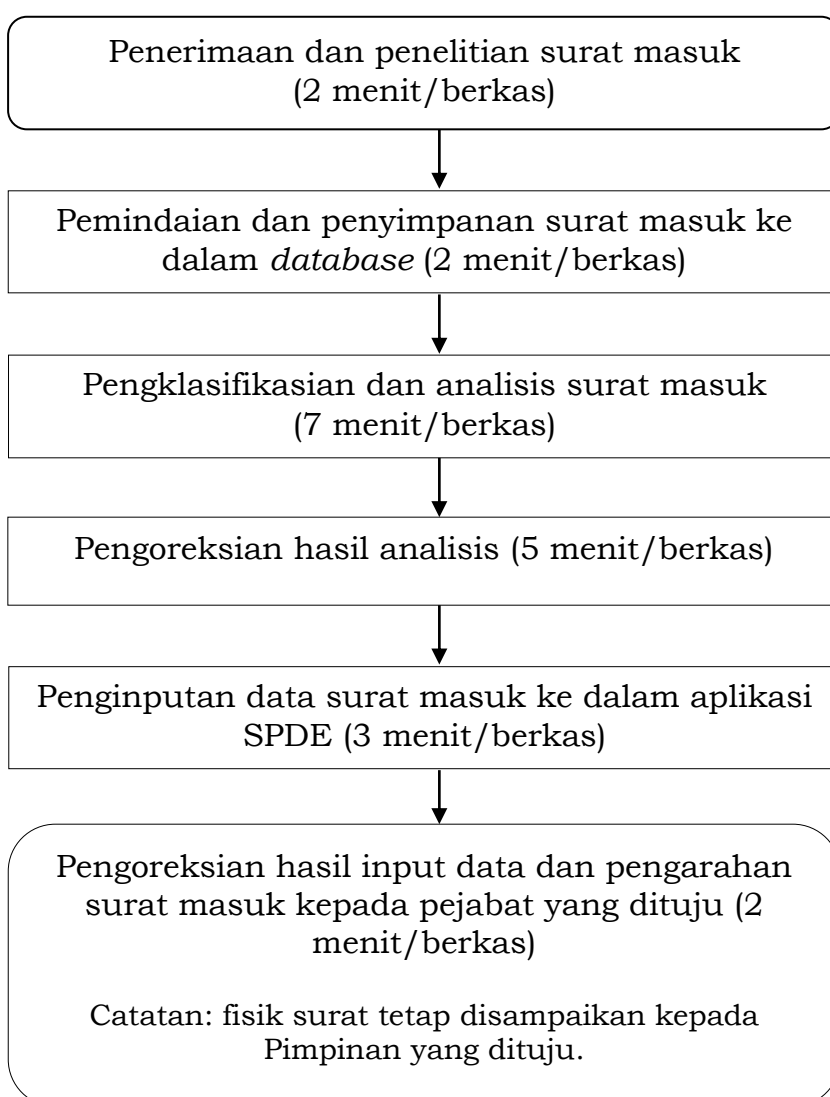 Penerimaan dan penelitian surat masuk
(2 menit/berkas)
Pemindaian dan penyimpanan surat masuk ke
dalam database (2 menit/berkas)
Pengklasifikasian dan analisis surat masuk
(7 menit/berkas)
Pengoreksian hasil analisis (5 menit/berkas)
Penginputan data surat masuk ke dalam aplikasi
SPDE (3 menit/berkas)
Pengoreksian hasil input data dan pengarahan
surat masuk kepada pejabat yang dituju (2
menit/berkas)
Catatan: fisik surat tetap disampaikan kepada
Pimpinan yang dituju.